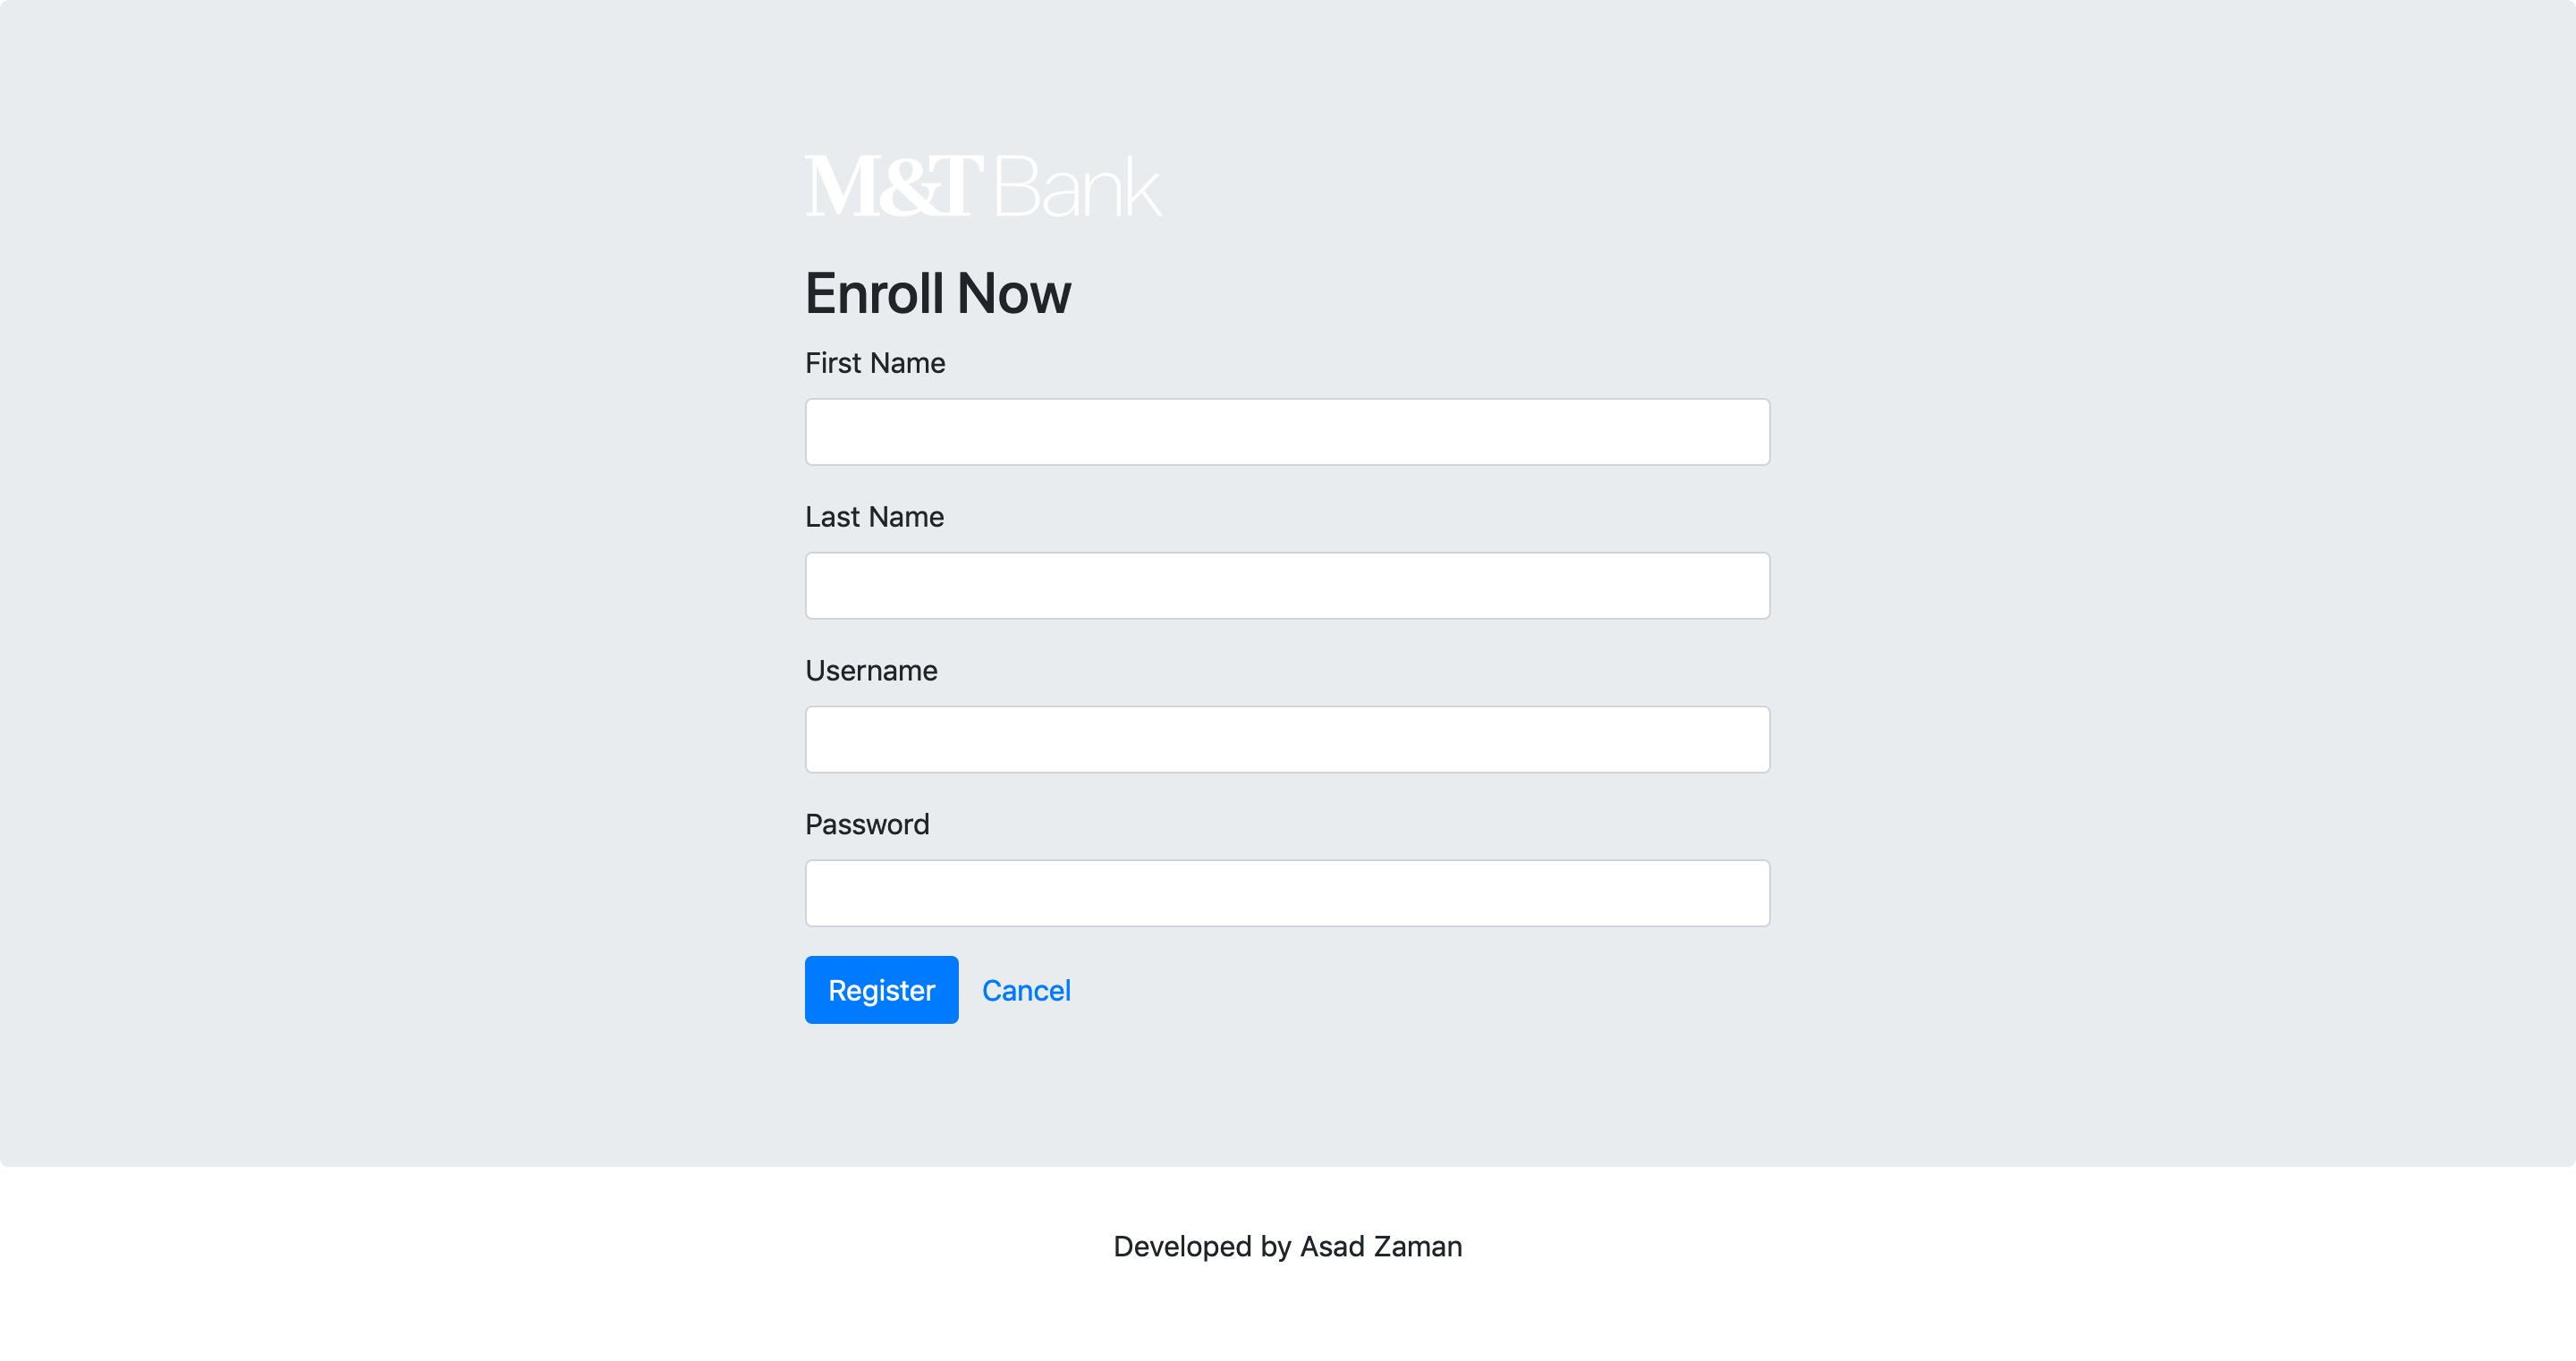 M&T Bank
Enroll Now
First Name
Last Name
Username
Password
Register Cancel
Developed by Asad Zaman